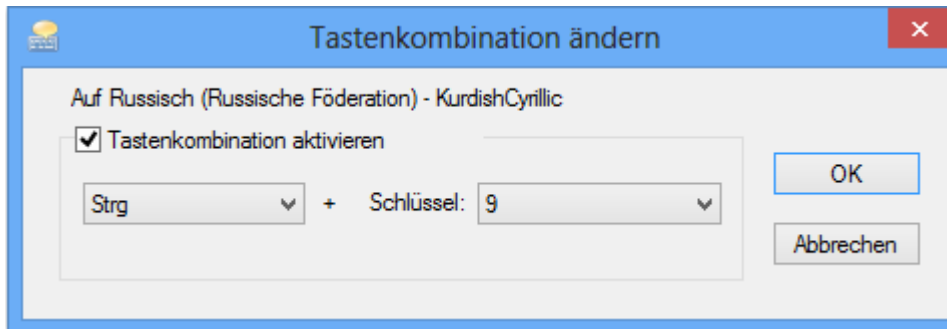 Tastenkombination ändern
Auf Russisch (Russische Föderation) - KurdishCyrillic
Tastenkombination aktivieren
Strg + Schlüssel: 9
OK
Abbrechen